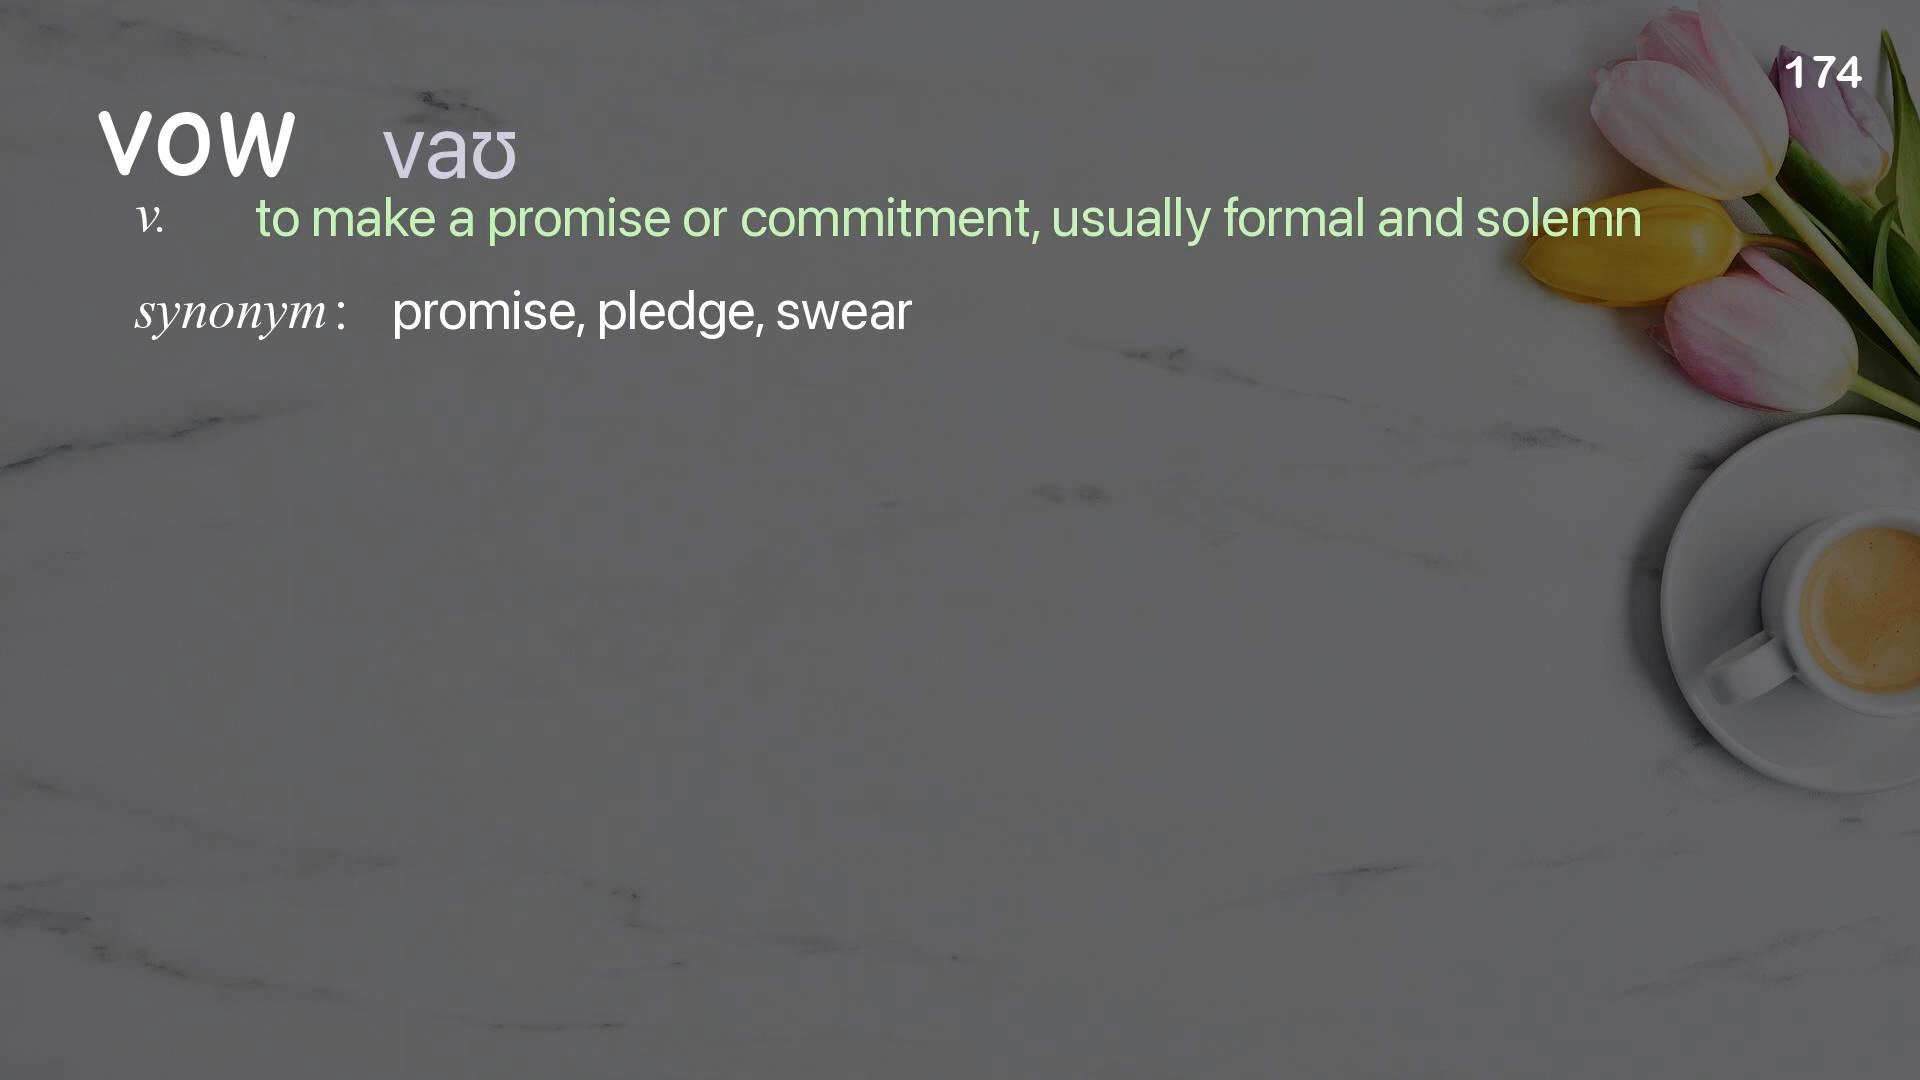 174
vow vaʊ
v. to make a promise or commitment, usually formal and solemn
synonym : promise, pledge, swear